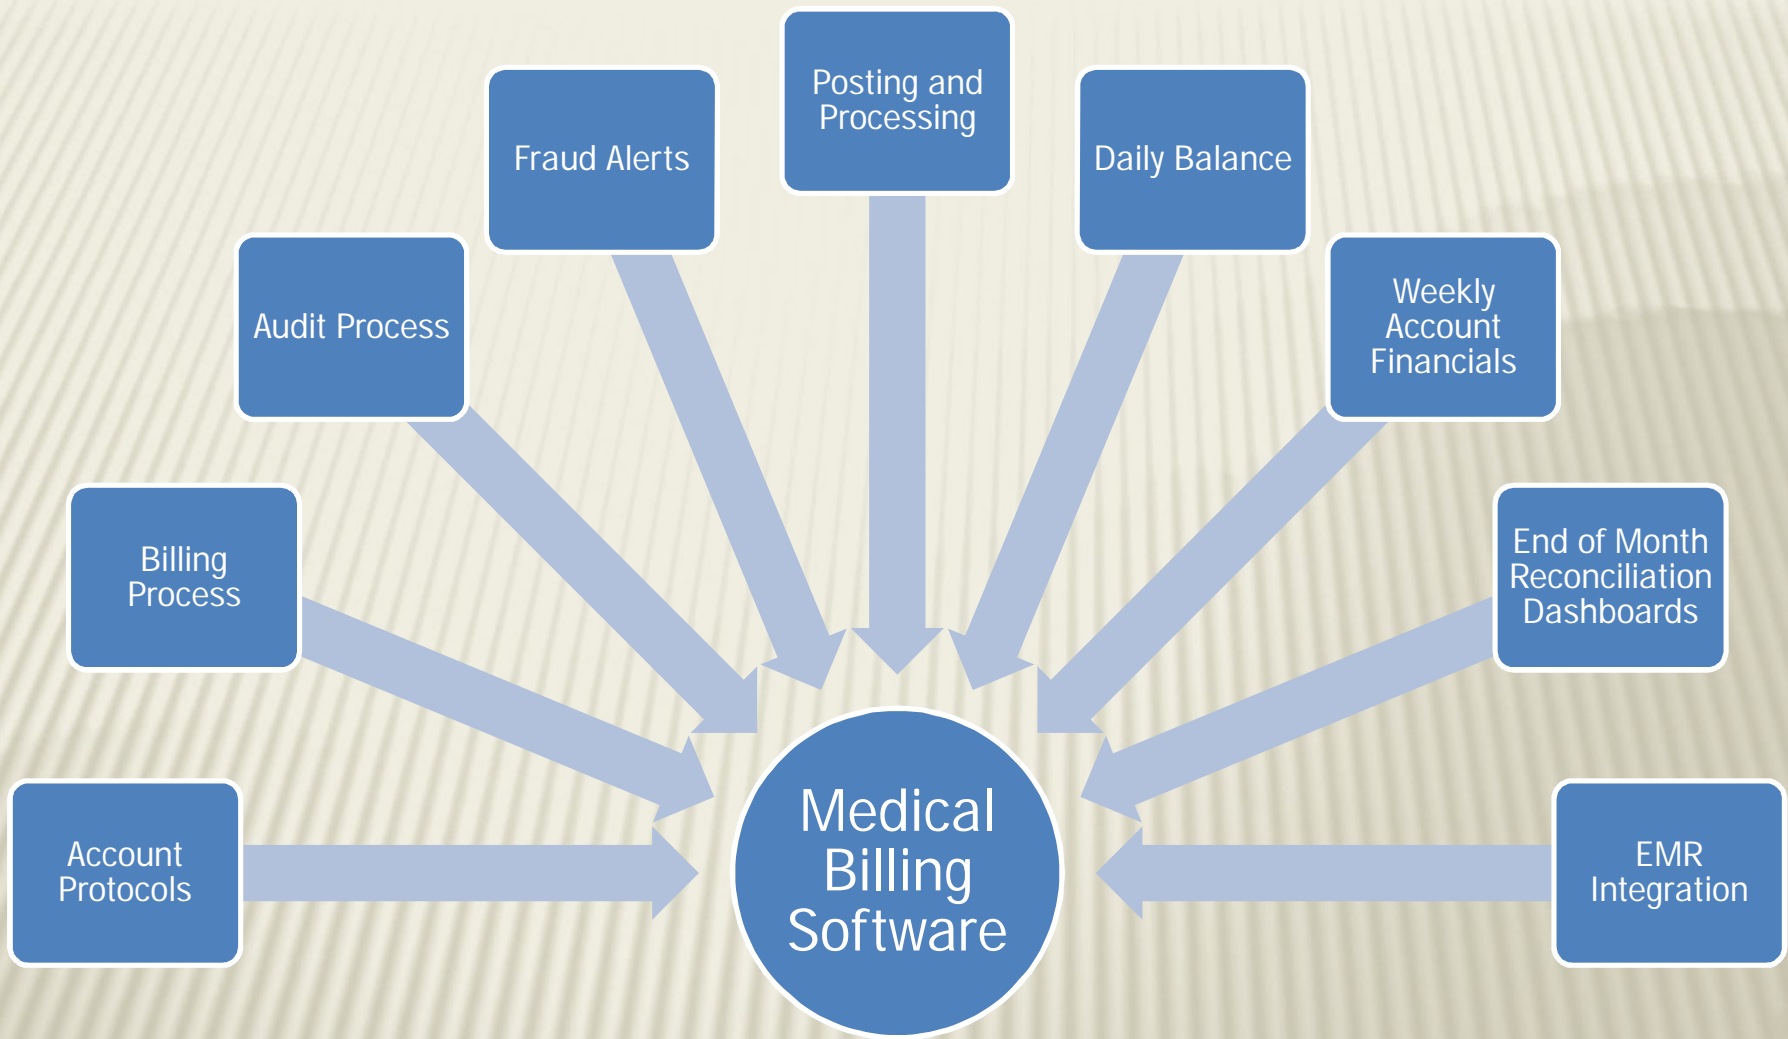 Posting and
Processing
Fraud Alerts
Daily Balance
Audit Process
Weekly
Account
Financials
Billing
Process
End of Month
Reconciliation
Dashboards
Account
Protocols
Medical
Billing
Software
EMR
Integration